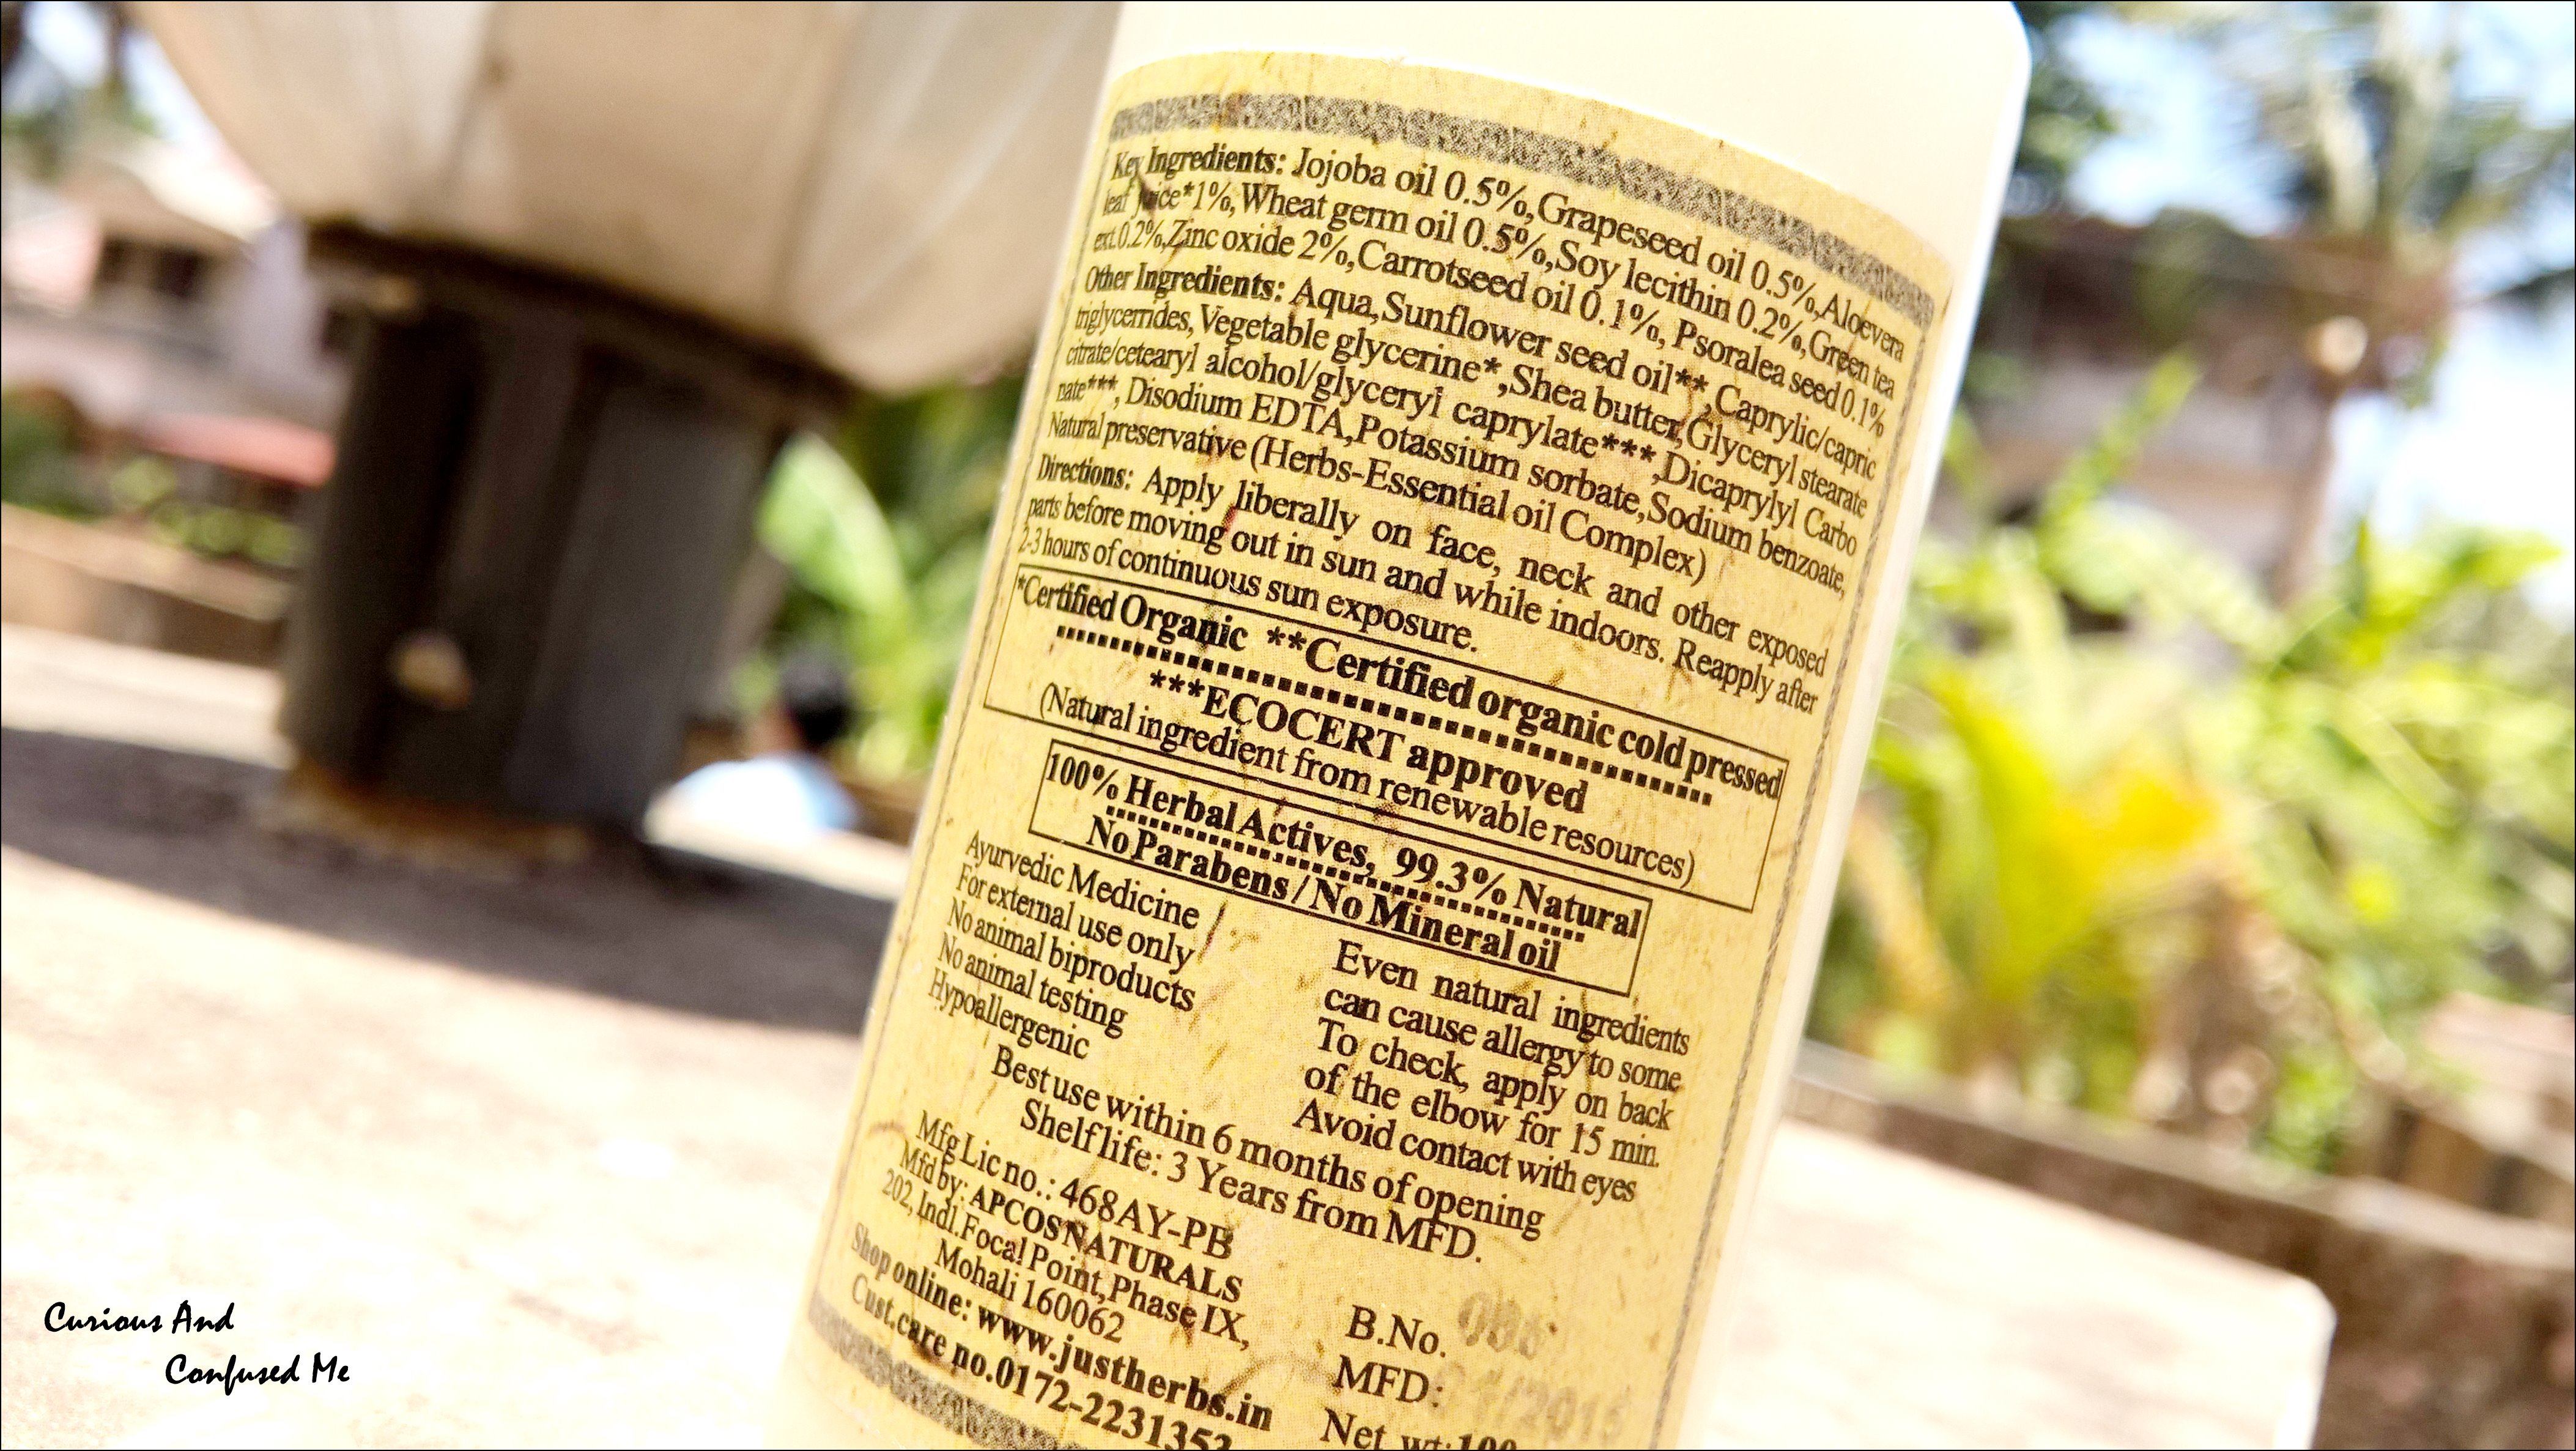 Key Ingredients: Jojoba oil 0.5%,Grapeseed oil 0.5%,Aloevera
leaf juice*1%,Wheat germ oil 0.5%,Soy lecithin 0.2%,Green tea
ext.0.2%,Zinc oxide 2%,Carrotseed oil 0.1%, Psoralea seed 0.1%
Other Ingredients: Aqua,Sunflower seed oil**,Caprylic/capric
triglycerides,Vegetable glycerine*,Shea butter,Glyceryl stearate
citrate/cetearyl alcohol/glyceryl caprylate***,Dicaprylyl Carbo
nate***, Disodium EDTA,Potassium sorbate,Sodium benzoate,
Natural preservative (Herbs-Essential oil Complex)
Directions: Apply liberally on face, neck and other exposed
parts before moving out in sun and while indoors. Reapply after
2-3 hours of continuous sun exposure.
*Certified Organic **Certified organic cold pressed
***ECOCERT approved
(Natural ingredient from renewable resources)
100% Herbal Actives, 99.3% Natural
No Parabens / No Mineral oil
Ayurvedic Medicine
For external use only
No animal biproducts
No animal testing
Hypoallergenic
Even natural ingredients
can cause allergy to some
To check, apply on back
of the elbow for 15 min.
Avoid contact with eyes
Best use within 6 months of opening
Shelf life: 3 Years from MFD.
Mfg Lic no.: 468AY-PB
Mfd by: APCOS NATURALS
202, Indl.Focal Point,Phase IX,
Mohali 160062
Shop online: www.justherbs.in
Cust.care no.0172-2231353
B.No.
MFD:
Net wt:
Curious And
Confused Me